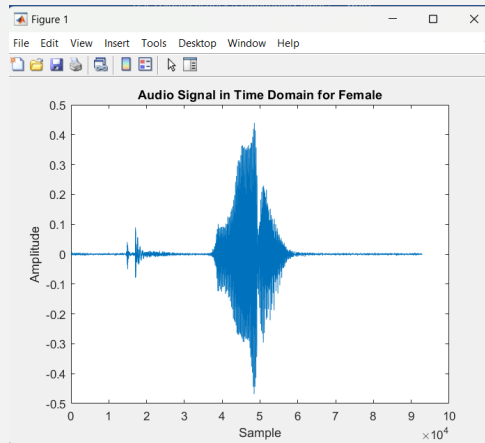 Figure 1
File Edit View Insert Tools Desktop Window Help
Audio Signal in Time Domain for Female
0.5
0.4
0.3
0.2
0.1
0
-0.1
-0.2
-0.3
-0.4
-0.5
Amplitude
0 1 2 3 4 5 6 7 8 9 10
Sample
×10⁴